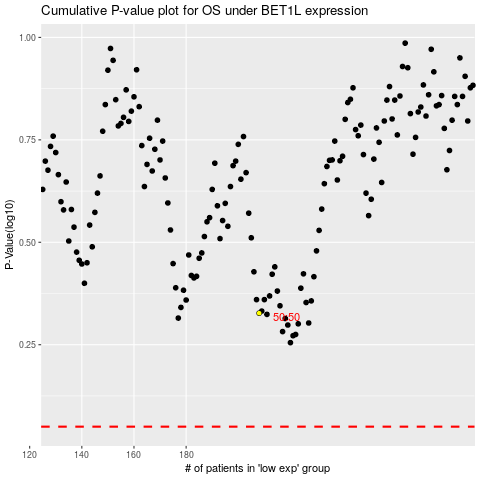 Cumulative P-value plot for OS under BET1L expression
1.00
0.75
0.50
0.25
P-Value(log10)
50:50
120 140 160 180
# of patients in 'low exp' group